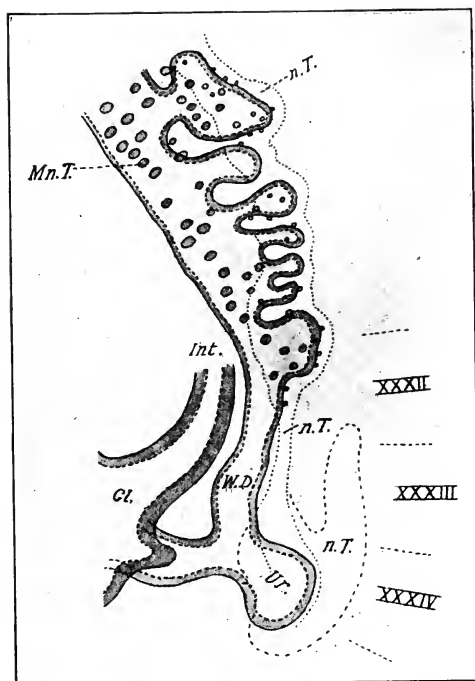 n.T.
Mn.T.
Int.
XXXII
n.T.
W.D.
Cl.
XXXIII
n.T.
Ur.
XXXIV